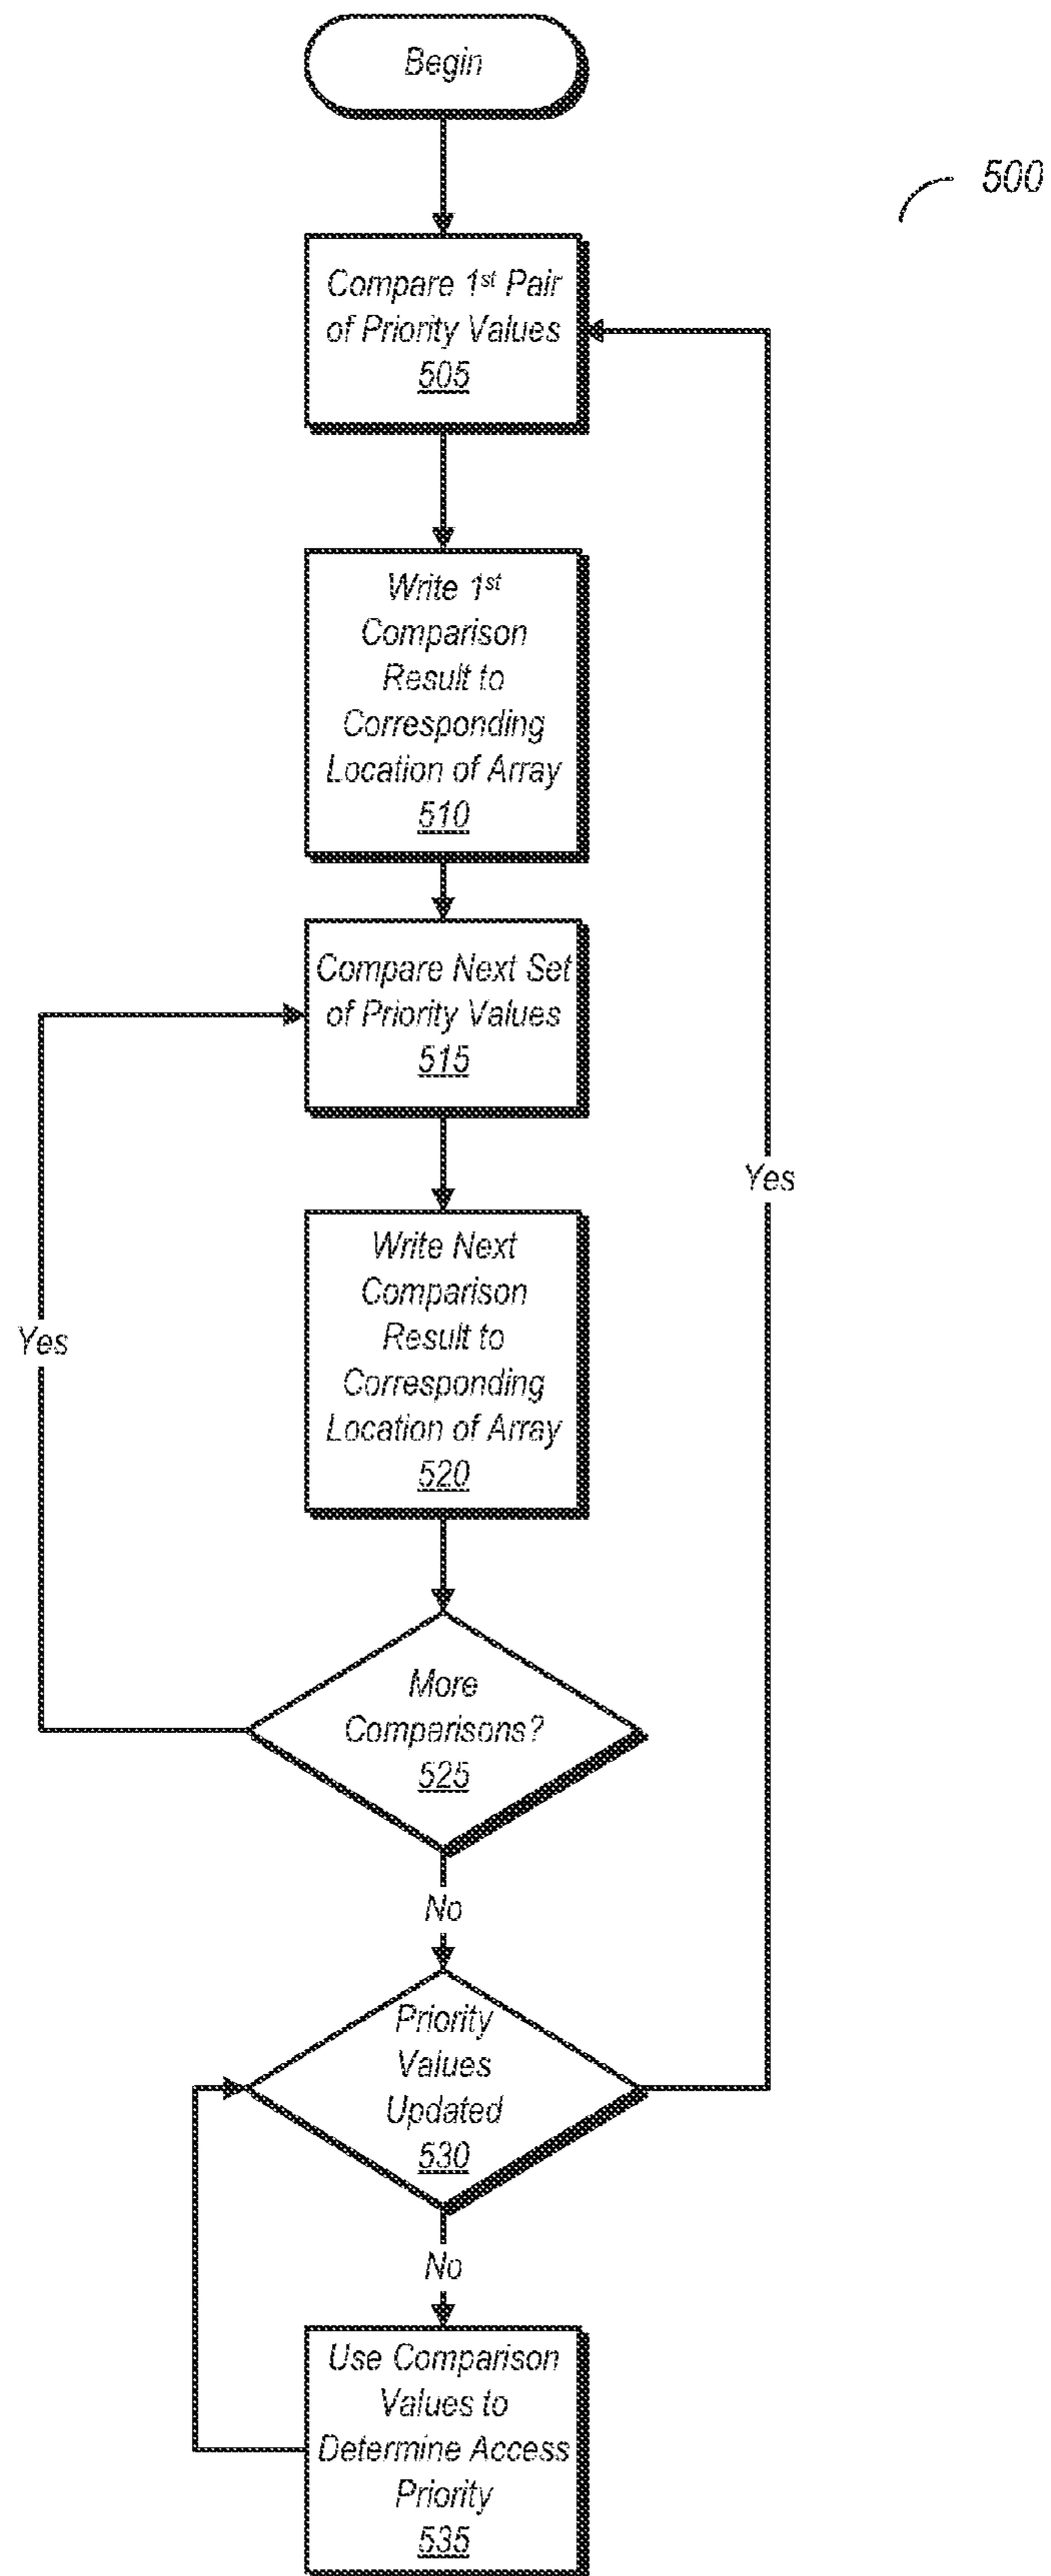 Begin
500
Compare 1st Pair
of Priority Values
505
Write 1st
Comparison
Result to
Corresponding
Location of Array
510
Compare Next Set
of Priority Values
515
Yes
Write Next
Comparison
Result to
Corresponding
Location of Array
520
Yes
More
Comparisons?
525
No
Priority
Values
Updated
530
No
Use Comparison
Values to
Determine Access
Priority
535